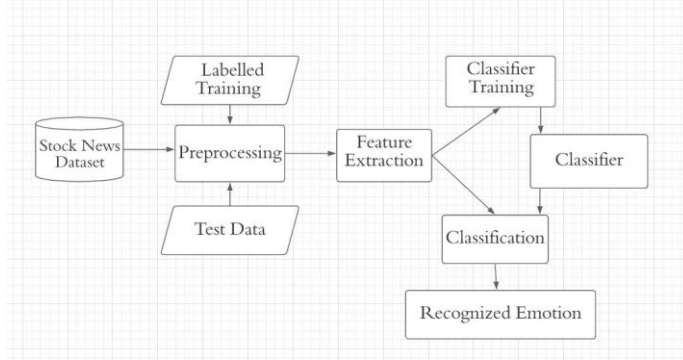 Labelled
Training
Classifier
Training
Stock News
Dataset
Preprocessing
Feature
Extraction
Classifier
Test Data
Classification
Recognized Emotion